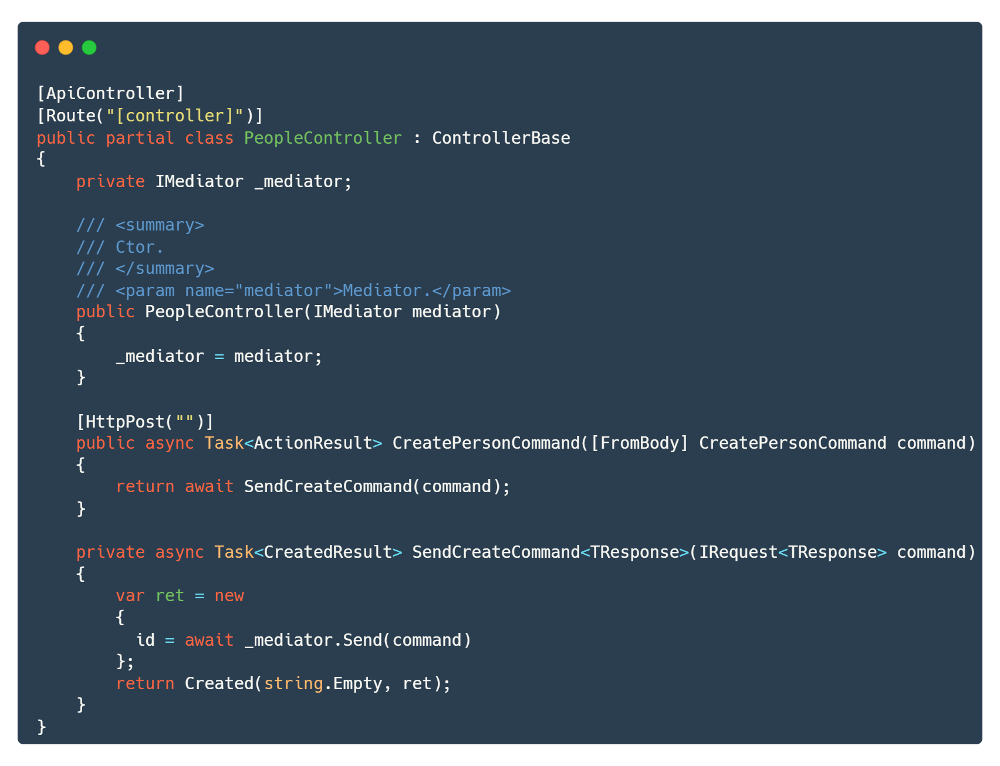 [ApiController]
[Route("[controller]")]
public partial class PeopleController : ControllerBase
{
    private IMediator _mediator;

    /// <summary>
    /// Ctor.
    /// </summary>
    /// <param name="mediator">Mediator.</param>
    public PeopleController(IMediator mediator)
    {
        _mediator = mediator;
    }

    [HttpPost("")]
    public async Task<ActionResult> CreatePersonCommand([FromBody] CreatePersonCommand command)
    {
        return await SendCreateCommand(command);
    }

    private async Task<CreatedResult> SendCreateCommand<TResponse>(IRequest<TResponse> command)
    {
        var ret = new
        {
          id = await _mediator.Send(command)
        };
        return Created(string.Empty, ret);
    }
}